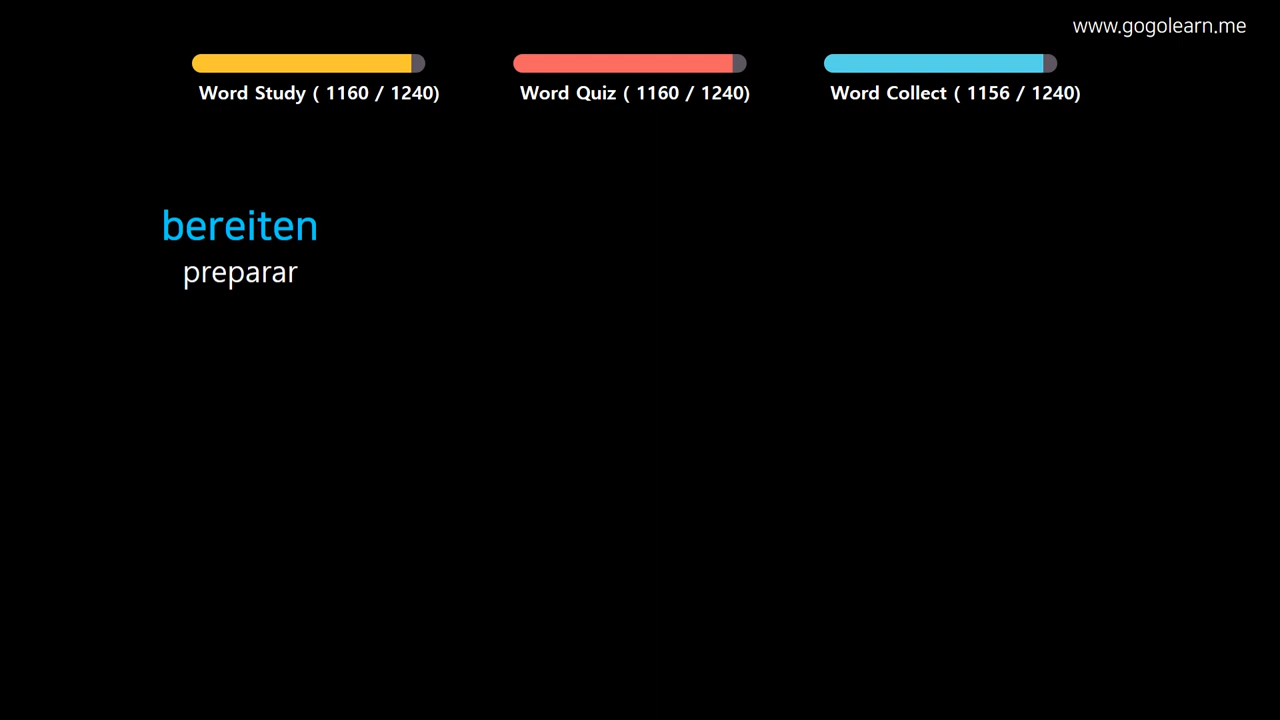 www.gogolearn.me
Word Study ( 1160 / 1240)
Word Quiz ( 1160 / 1240)
Word Collect ( 1156 / 1240)
bereiten
preparar